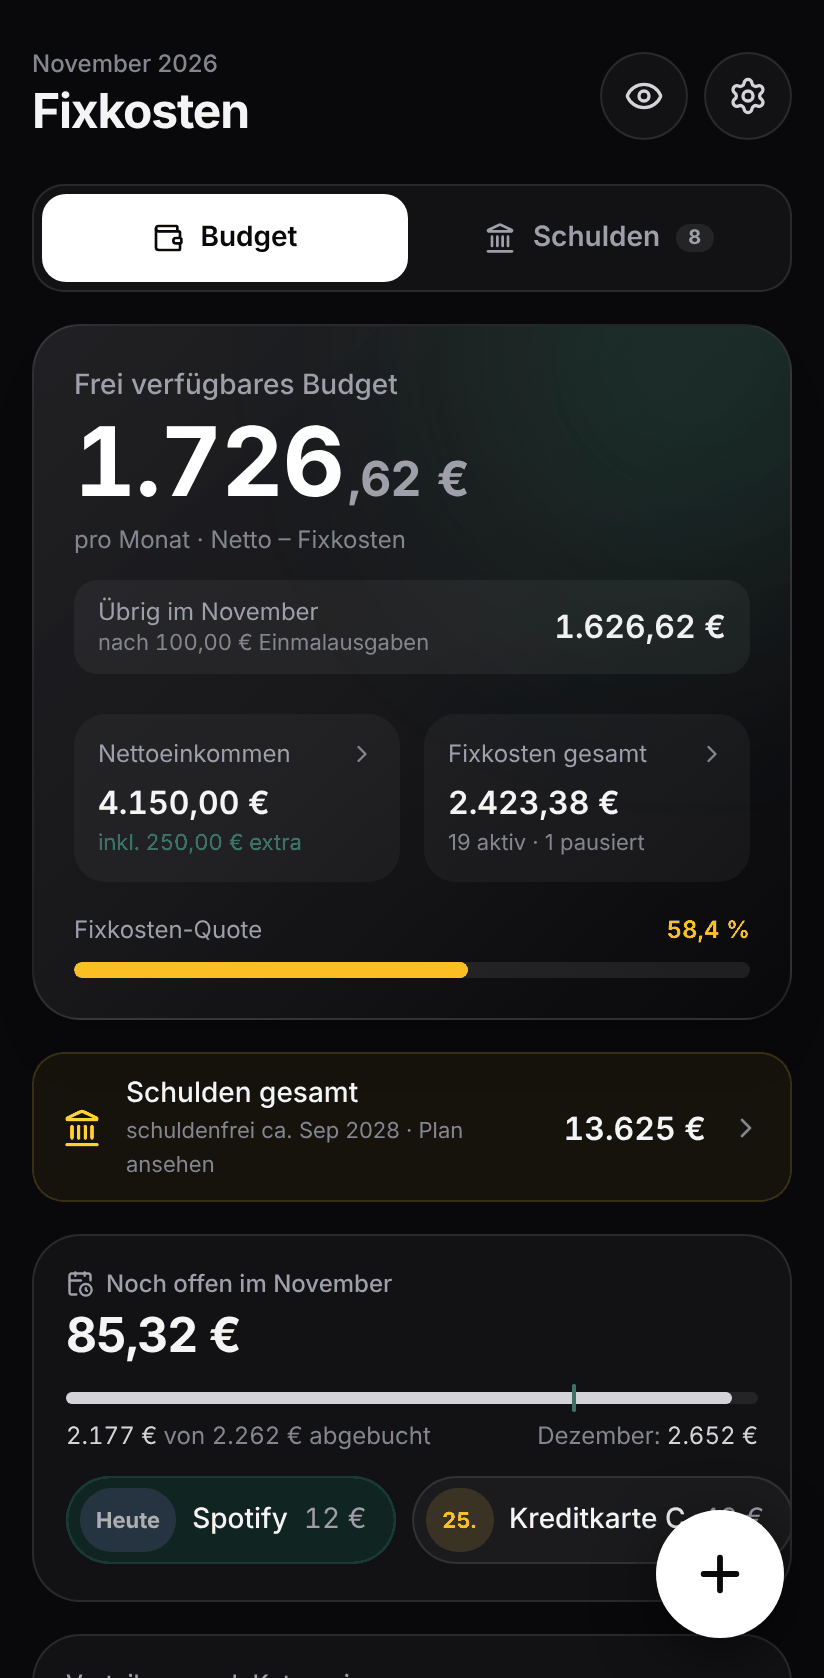 November 2026
Fixkosten
Budget
Schulden 8
Frei verfügbares Budget
1.726,62 €
pro Monat · Netto – Fixkosten
Übrig im November
nach 100,00 € Einmalausgaben
1.626,62 €
Nettoeinkommen
4.150,00 €
inkl. 250,00 € extra
Fixkosten gesamt
2.423,38 €
19 aktiv · 1 pausiert
Fixkosten-Quote
58,4 %
Schulden gesamt
schuldenfrei ca. Sep 2028 · Plan
ansehen
13.625 €
Noch offen im November
85,32 €
2.177 € von 2.262 € abgebucht
Dezember: 2.652 €
Heute Spotify 12 €
25. Kreditkarte